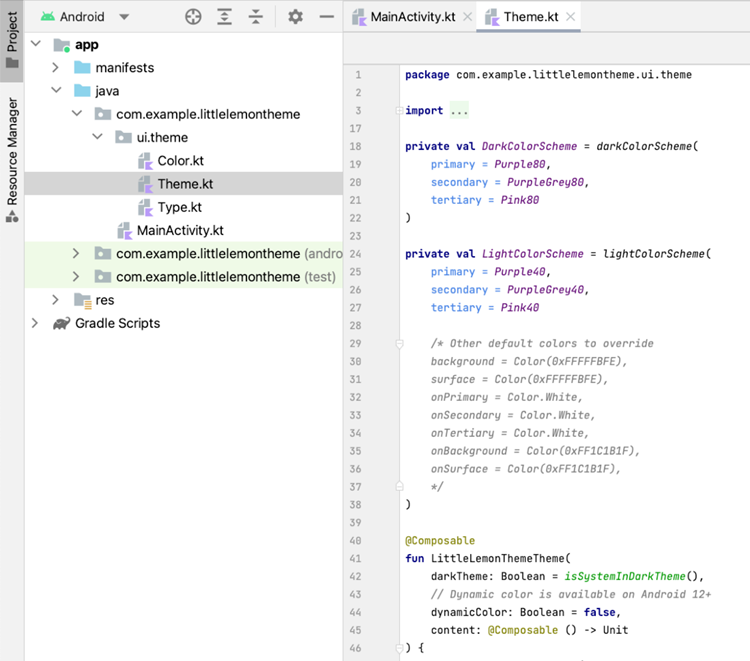 Project
Resource Manager
Android
app
manifests
java
com.example.littlelemontheme
ui.theme
Color.kt
Theme.kt
Type.kt
MainActivity.kt
com.example.littlelemontheme (andro
com.example.littlelemontheme (test)
res
Gradle Scripts
MainActivity.kt
Theme.kt
1 package com.example.littlelemontheme.ui.theme
2
3 import ...
17
18 private val DarkColorScheme = darkColorScheme(
19 primary = Purple80,
20 secondary = PurpleGrey80,
21 tertiary = Pink80
22 )
23
24 private val LightColorScheme = lightColorScheme(
25 primary = Purple40,
26 secondary = PurpleGrey40,
27 tertiary = Pink40
28
29 /* Other default colors to override
30 background = Color(0xFFFFFBFE),
31 surface = Color(0xFFFFFBFE),
32 onPrimary = Color.White,
33 onSecondary = Color.White,
34 onTertiary = Color.White,
35 onBackground = Color(0xFF1C1B1F),
36 onSurface = Color(0xFF1C1B1F),
37 */
38 )
39
40 @Composable
41 fun LittleLemonThemeTheme(
42 darkTheme: Boolean = isSystemInDarkTheme(),
43 // Dynamic color is available on Android 12+
44 dynamicColor: Boolean = false,
45 content: @Composable () -> Unit
46 ) {